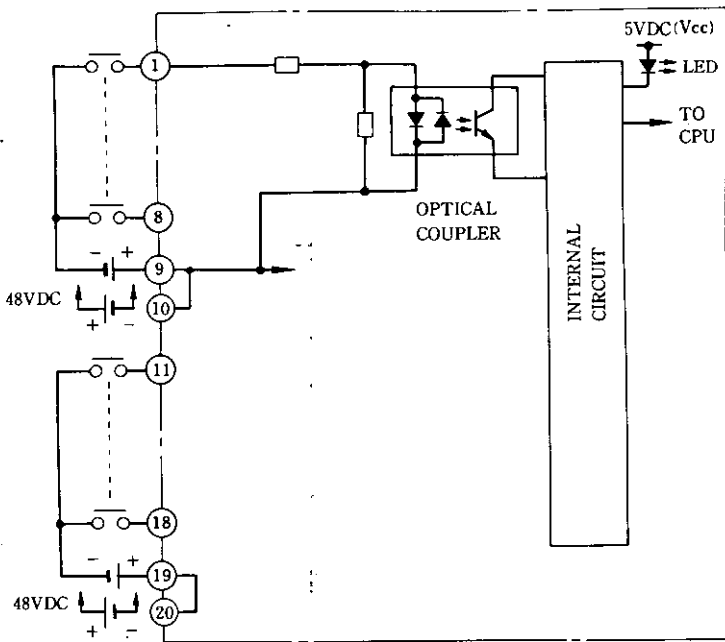 5VDC(Vcc)
LED
TO
CPU
1
OPTICAL
COUPLER
INTERNAL
CIRCUIT
8
- +
9
48VDC
10
+ -
11
18
- +
19
48VDC
20
+ -